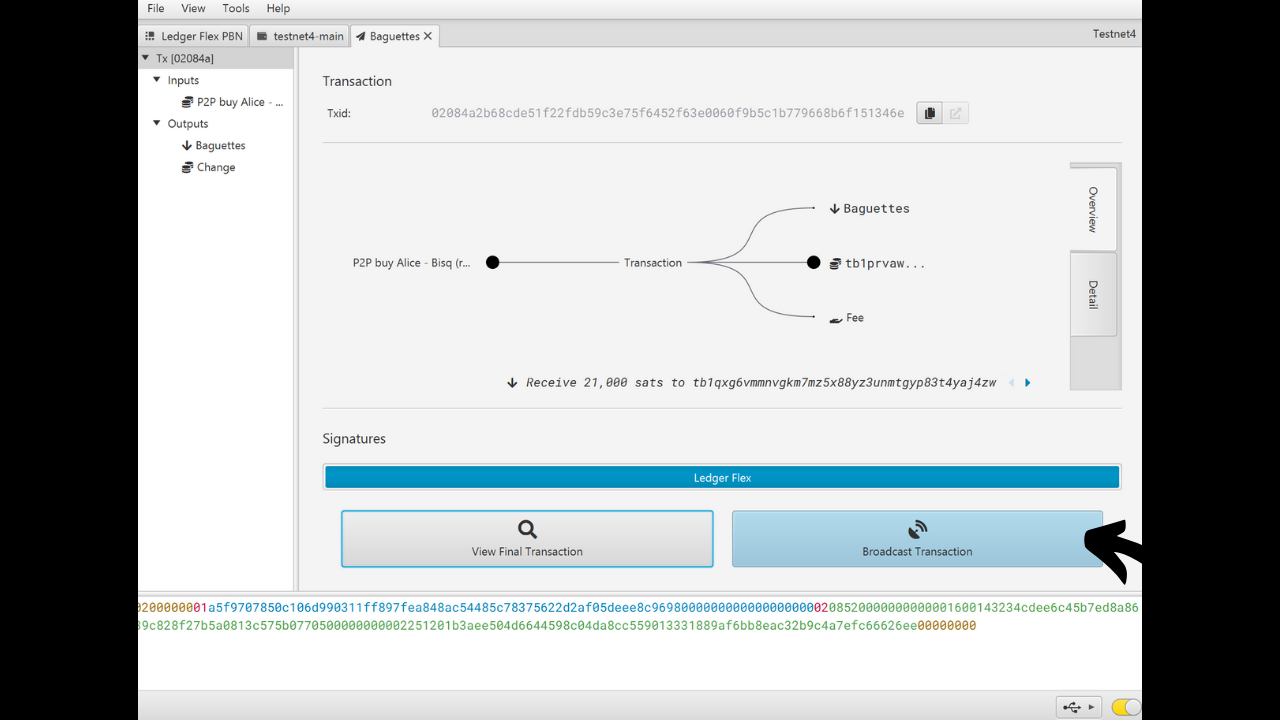 File View Tools Help
Ledger Flex PBN testnet4-main Baguettes Testnet4
Tx [02084a]
Inputs
P2P buy Alice - ...
Outputs
Baguettes
Change
Transaction
Txid: 02084a2b68cde51f22fdb59c3e75f6452f63e0060f9b5c1b779668b6f151346e
Overview
Detail
Baguettes
P2P buy Alice - Bisq (r... Transaction tb1prvaw...
Fee
Receive 21,000 sats to tb1qxg6vmmnvgkm7mz5x88yz3unmtgyp83t4yaj4zw
Signatures
Ledger Flex
View Final Transaction
Broadcast Transaction
0200000001a5f9707850c106d990311ff897fea848ac54485c78375622d2af05deee8c96980000000000000000000208520000000000001600143234cdee6c45b7ed8a86
39c828f27b5a0813c575b0770500000000002251201b3aee504d6644598c04da8cc559013331889af6bb8eac32b9c4a7efc66626ee00000000